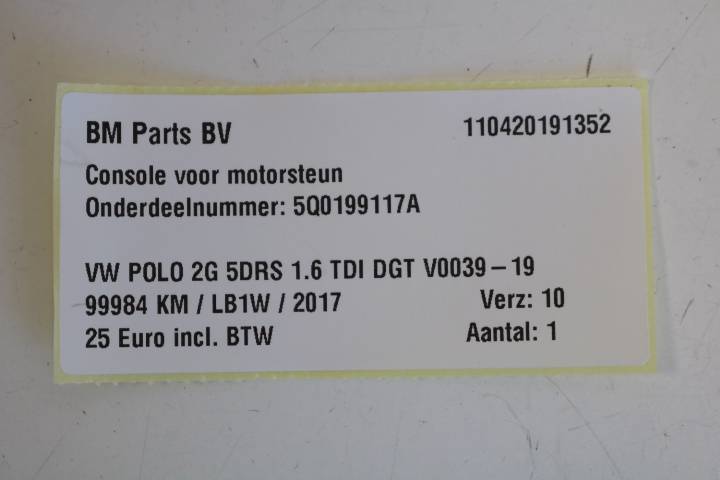 BM Parts BV 110420191352
Console voor motorsteun
Onderdeelnummer: 5Q0199117A
VW POLO 2G 5DRS 1.6 TDI DGT V0039-19
99984 KM / LB1W / 2017 Verz: 10
25 Euro incl. BTW Aantal: 1